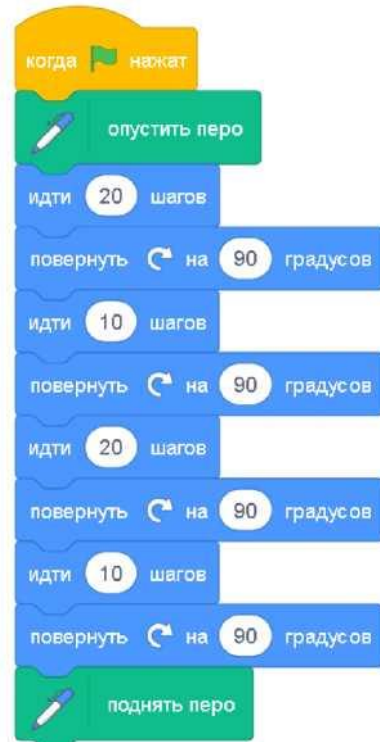 когда нажат
опустить перо
идти 20 шагов
повернуть на 90 градусов
идти 10 шагов
повернуть на 90 градусов
идти 20 шагов
повернуть на 90 градусов
идти 10 шагов
повернуть на 90 градусов
поднять перо